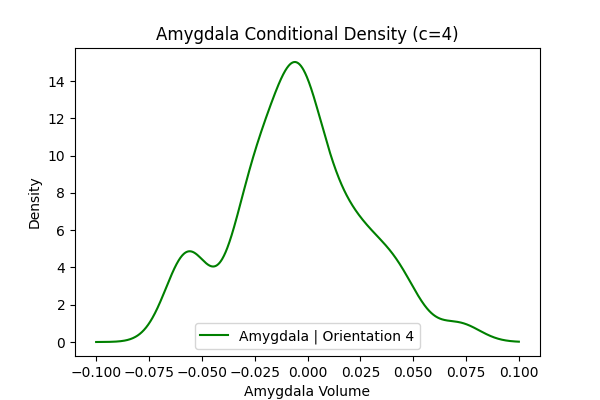 Amygdala Conditional Density (c=4)
14
12
10
8
6
4
2
0
Density
Amygdala | Orientation 4
−0.100 −0.075 −0.050 −0.025 0.000 0.025 0.050 0.075 0.100
Amygdala Volume